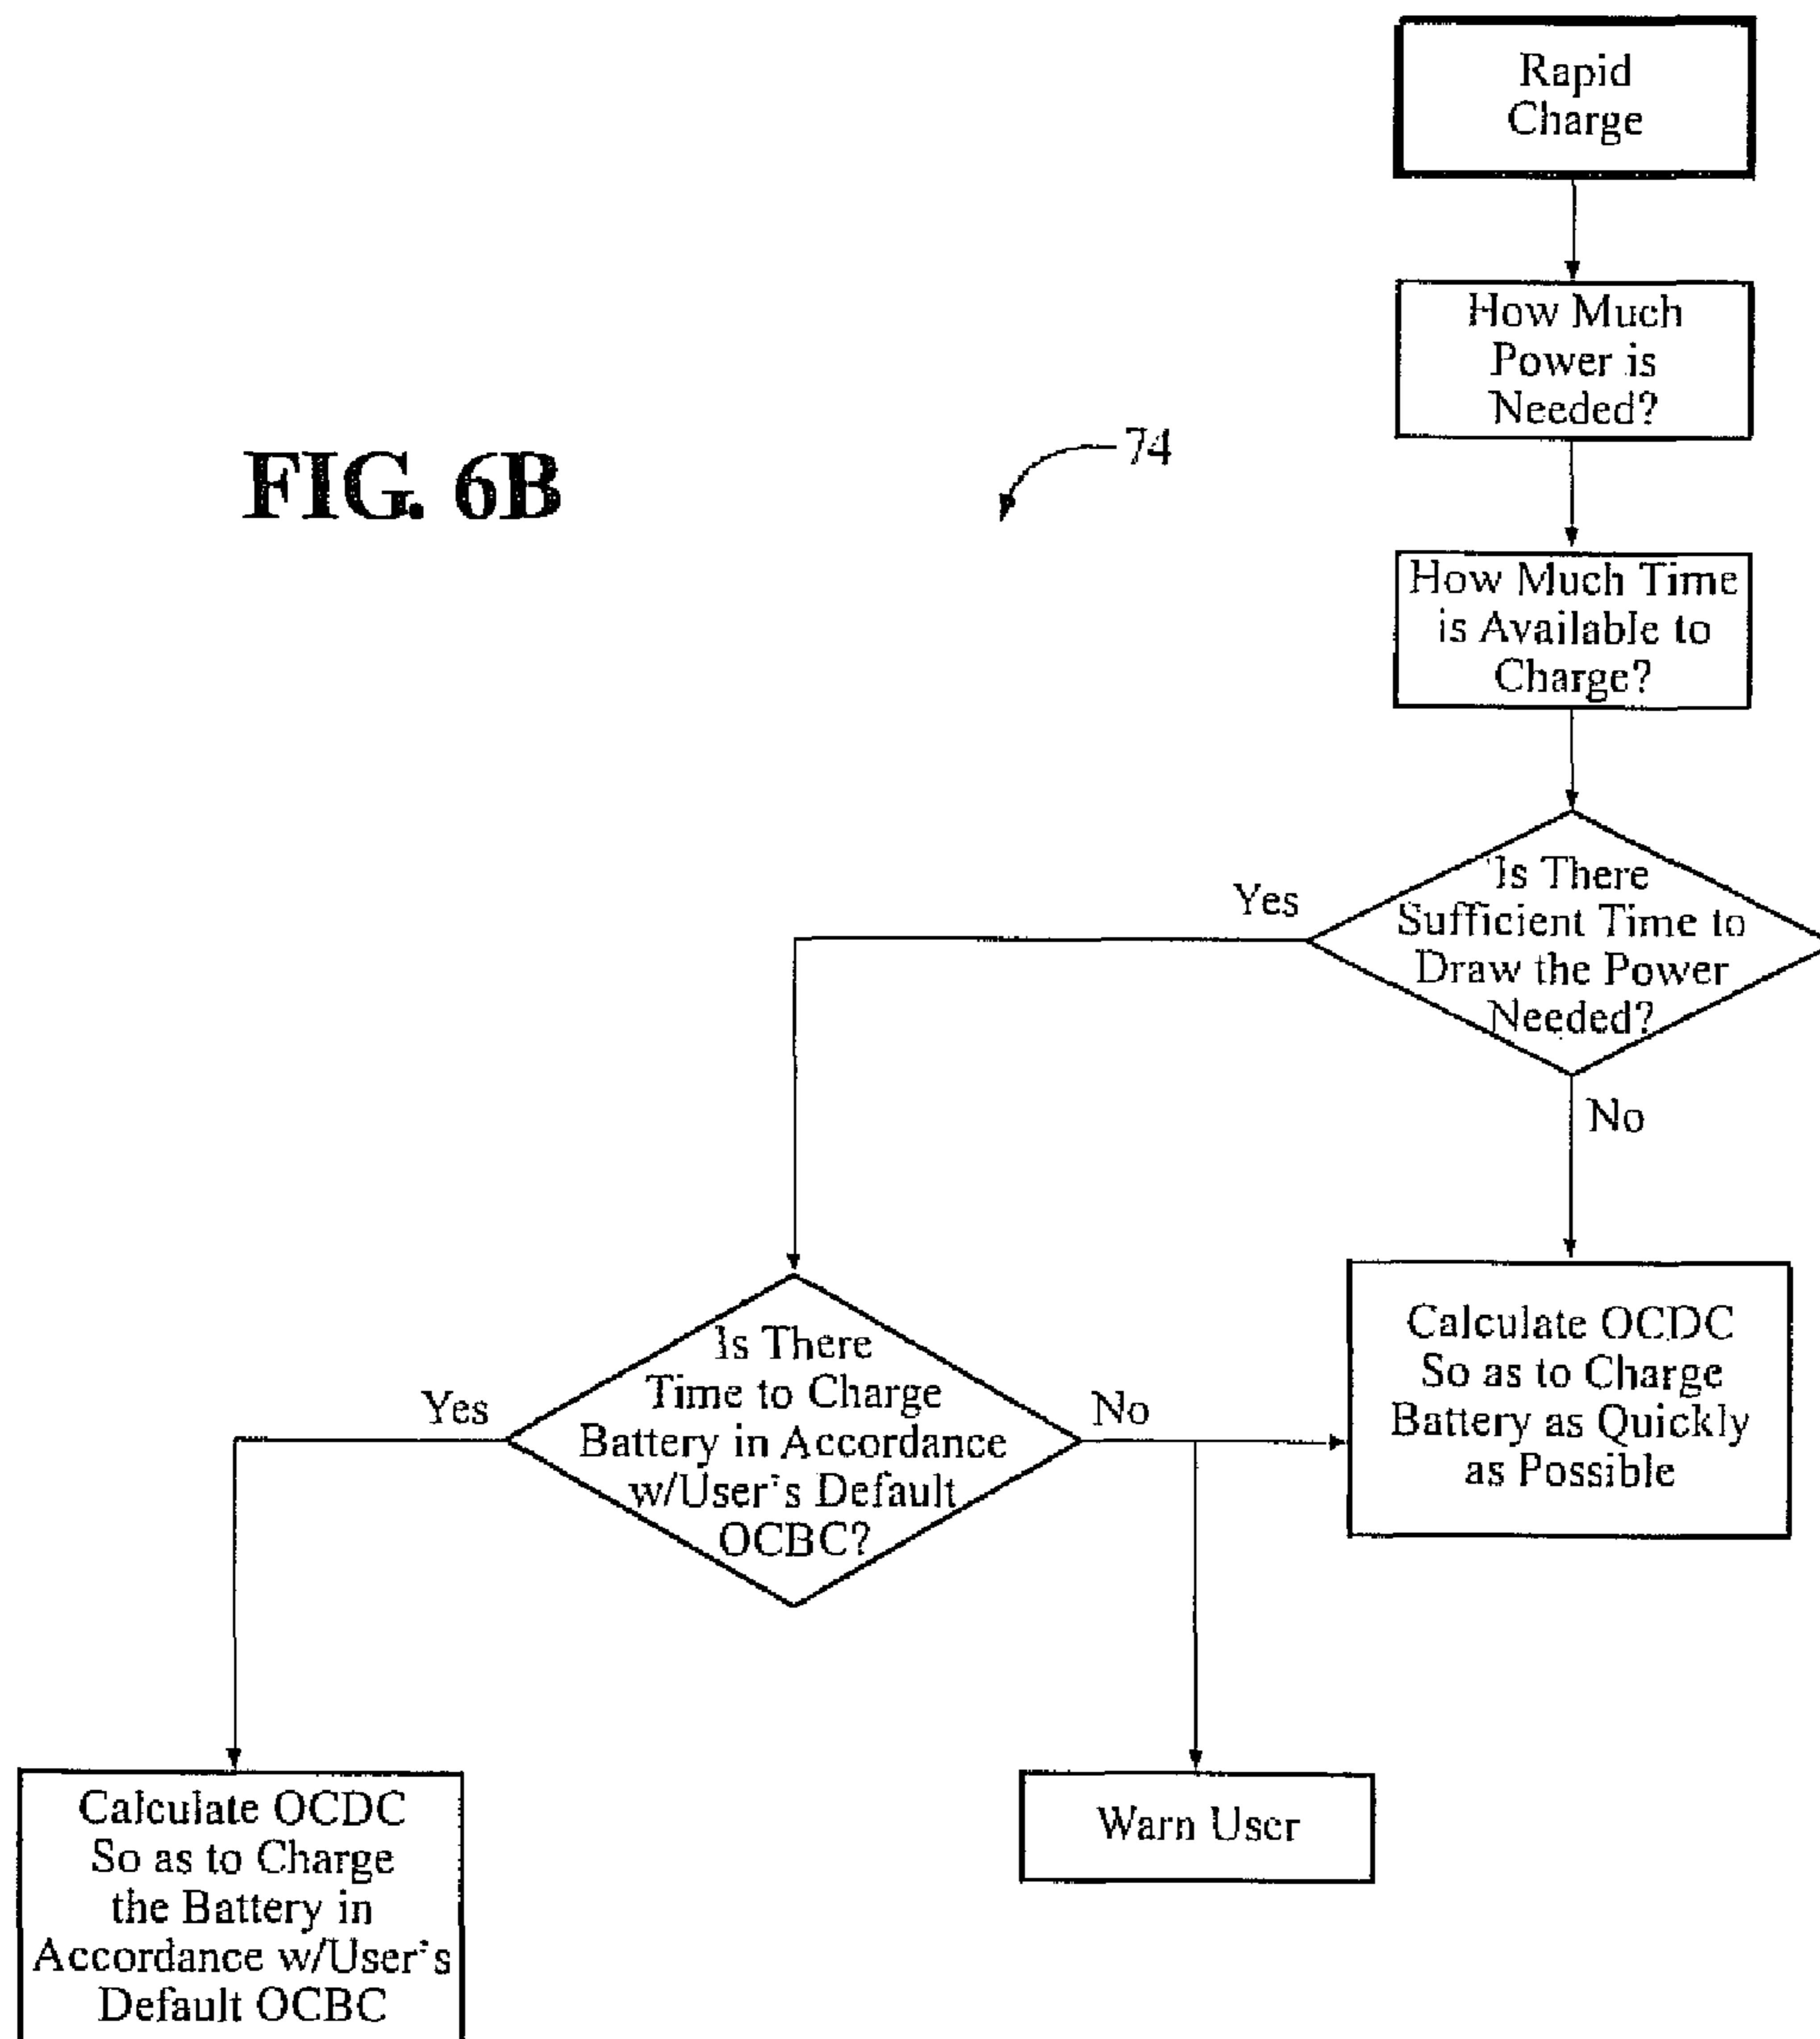 Rapid
Charge
How Much
Power is
Needed?
FIG. 6B
74
How Much Time
is Available to
Charge?
Is There
Sufficient Time to
Draw the Power
Needed?
Yes
No
Is There
Time to Charge
Battery in Accordance
w/User's Default
OCBC?
Yes
No
Calculate OCDC
So as to Charge
Battery as Quickly
as Possible
Calculate OCDC
So as to Charge
the Battery in
Accordance w/User's
Default OCBC
Warn User